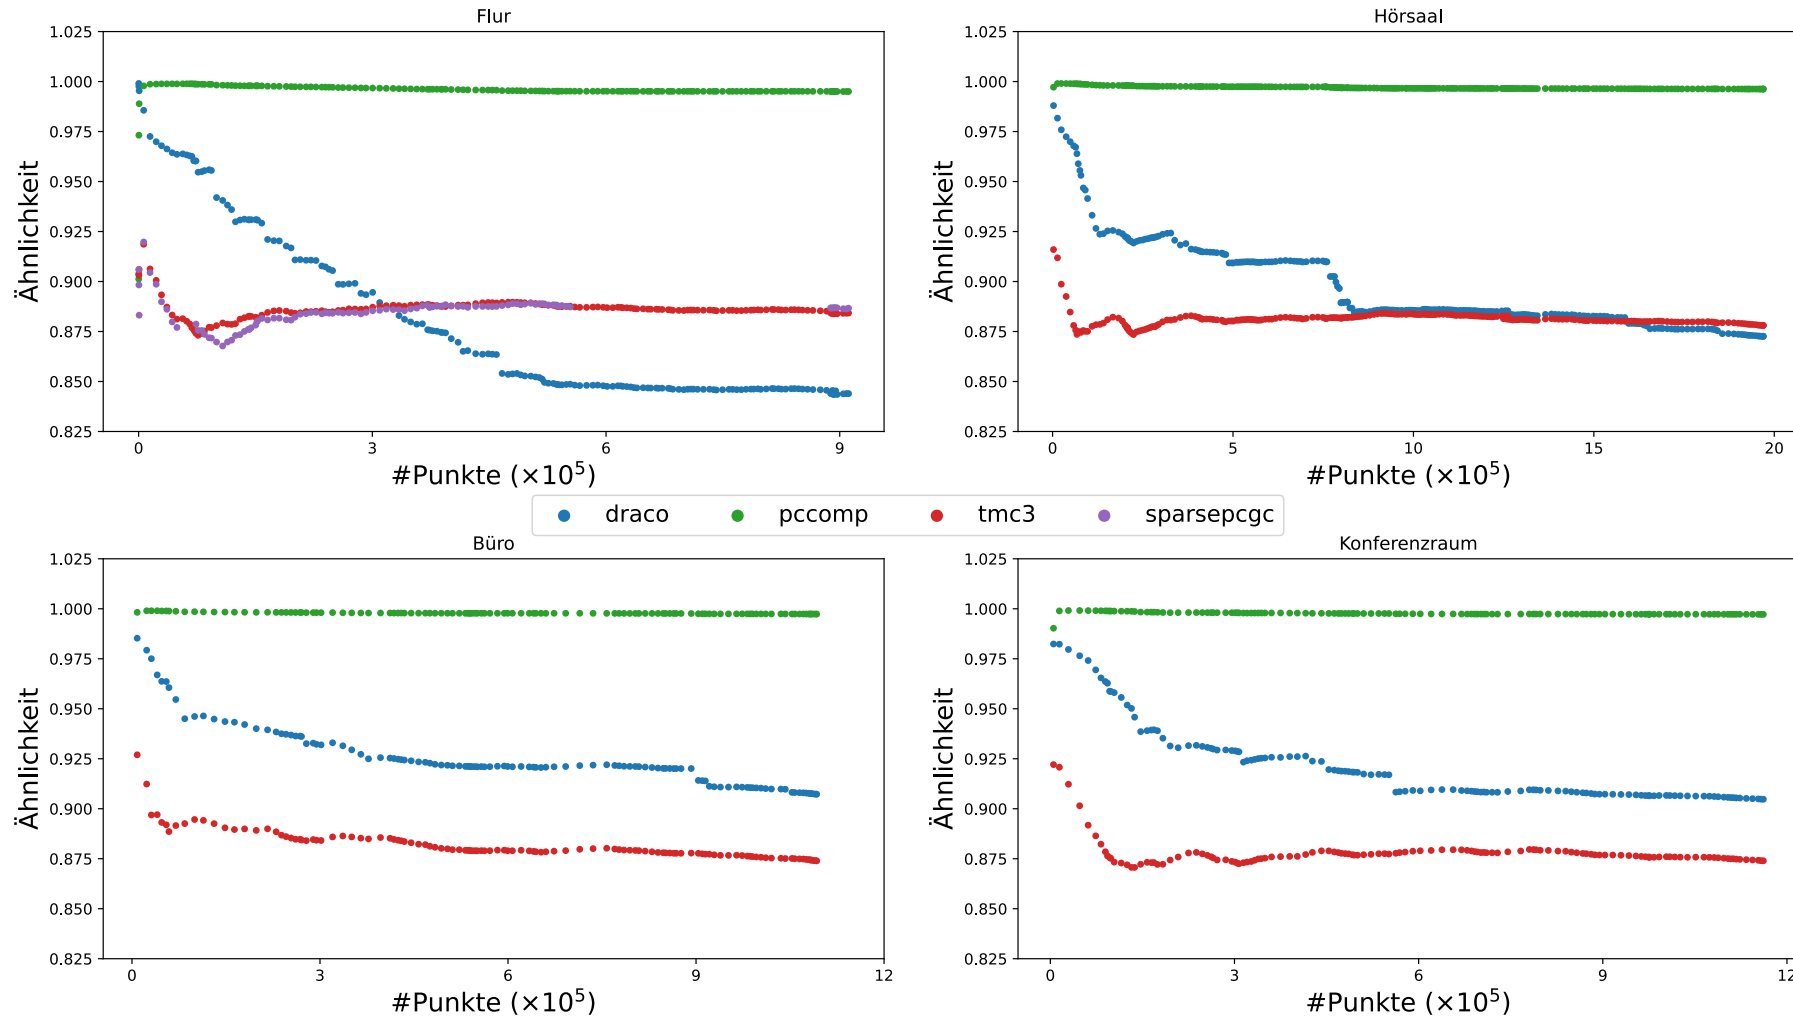 Flur
1.025
1.000
0.975
0.950
0.925
0.900
0.875
0.850
0.825
Ähnlichkeit
0 3 6 9
#Punkte (×10⁵)
Hörsaal
1.025
1.000
0.975
0.950
0.925
0.900
0.875
0.850
0.825
Ähnlichkeit
0 5 10 15 20
#Punkte (×10⁵)
draco pccomp tmc3 sparsepcgc
Büro
1.025
1.000
0.975
0.950
0.925
0.900
0.875
0.850
0.825
Ähnlichkeit
0 3 6 9 12
#Punkte (×10⁵)
Konferenzraum
1.025
1.000
0.975
0.950
0.925
0.900
0.875
0.850
0.825
Ähnlichkeit
0 3 6 9 12
#Punkte (×10⁵)